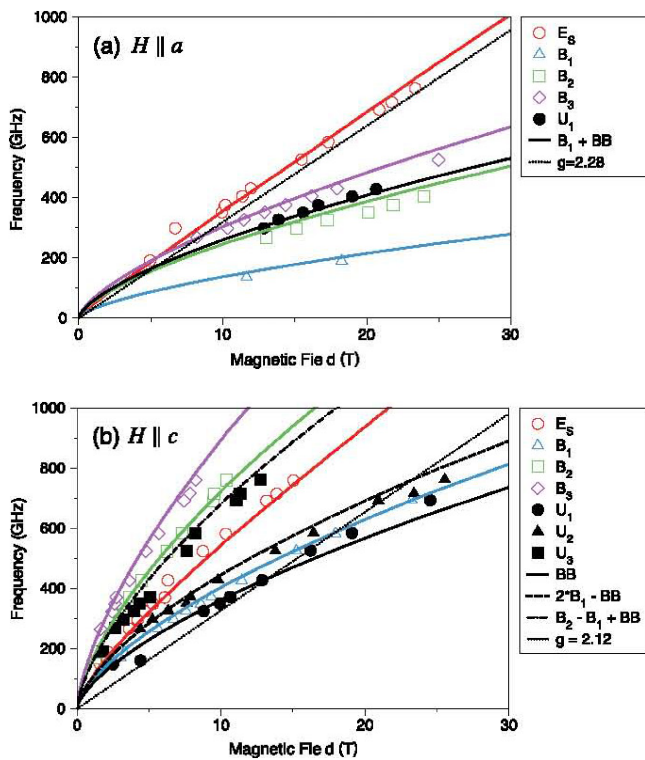 (a) H ∥ a
1000
800
600
400
200
0
Frequency (GHz)
0
10
20
30
Magnetic Fie d (T)
E_S
B_1
B_2
B_3
U_1
B_1 + BB
g=2.28
(b) H ∥ c
1000
800
600
400
200
0
Frequency (GHz)
0
10
20
30
Magnetic Fie d (T)
E_S
B_1
B_2
B_3
U_1
U_2
U_3
BB
2*B_1 - BB
B_2 - B_1 + BB
g = 2.12